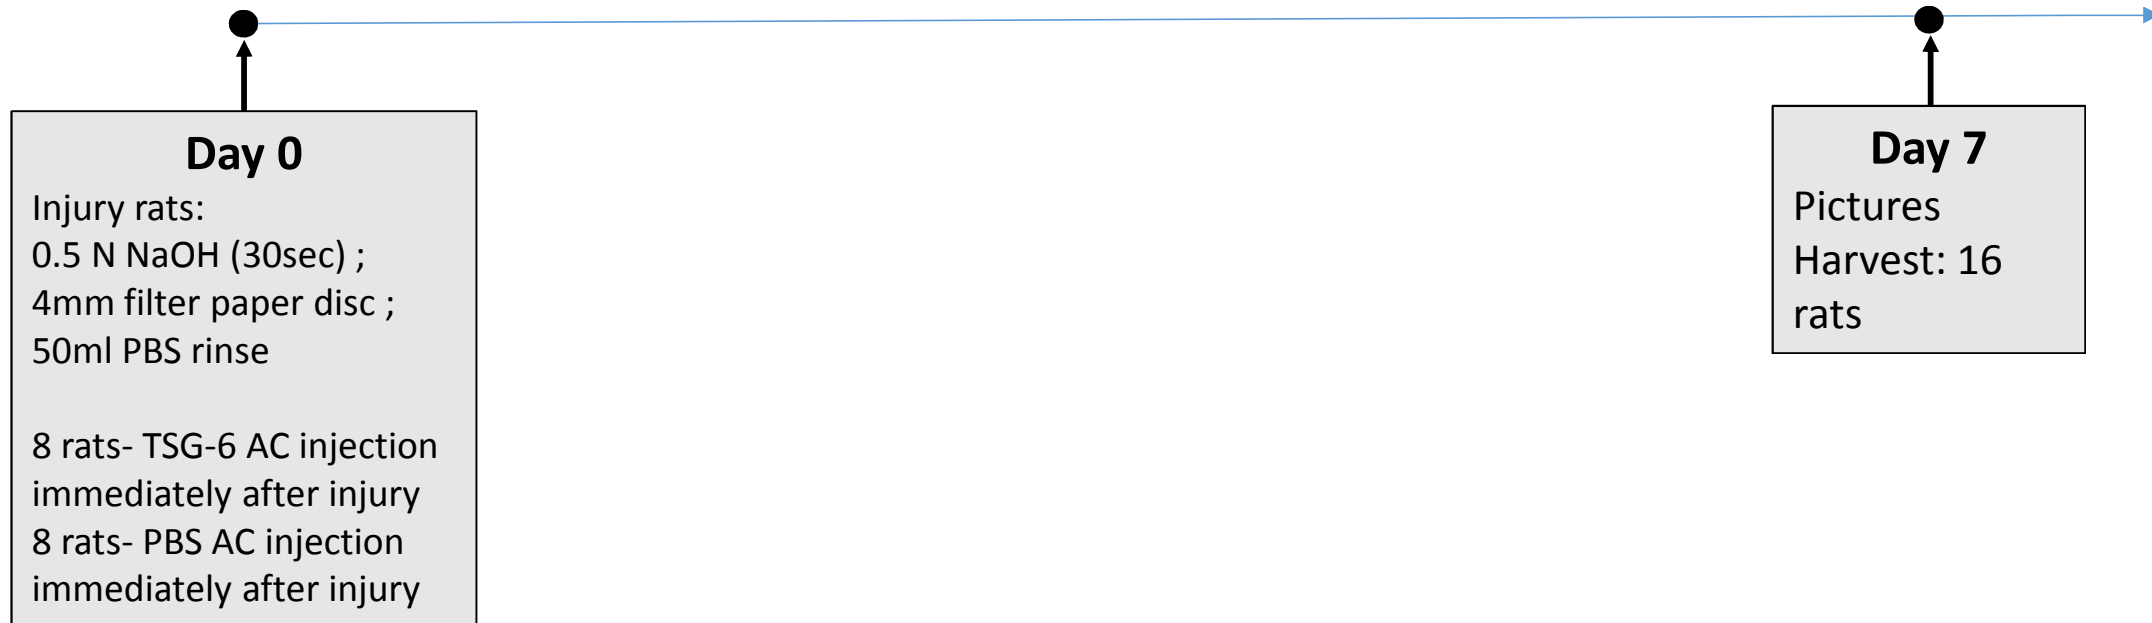 Day 0
Injury rats:
0.5 N NaOH (30sec) ;
4mm filter paper disc ;
50ml PBS rinse
8 rats- TSG-6 AC injection
immediately after injury
8 rats- PBS AC injection
immediately after injury
Day 7
Pictures
Harvest: 16
rats